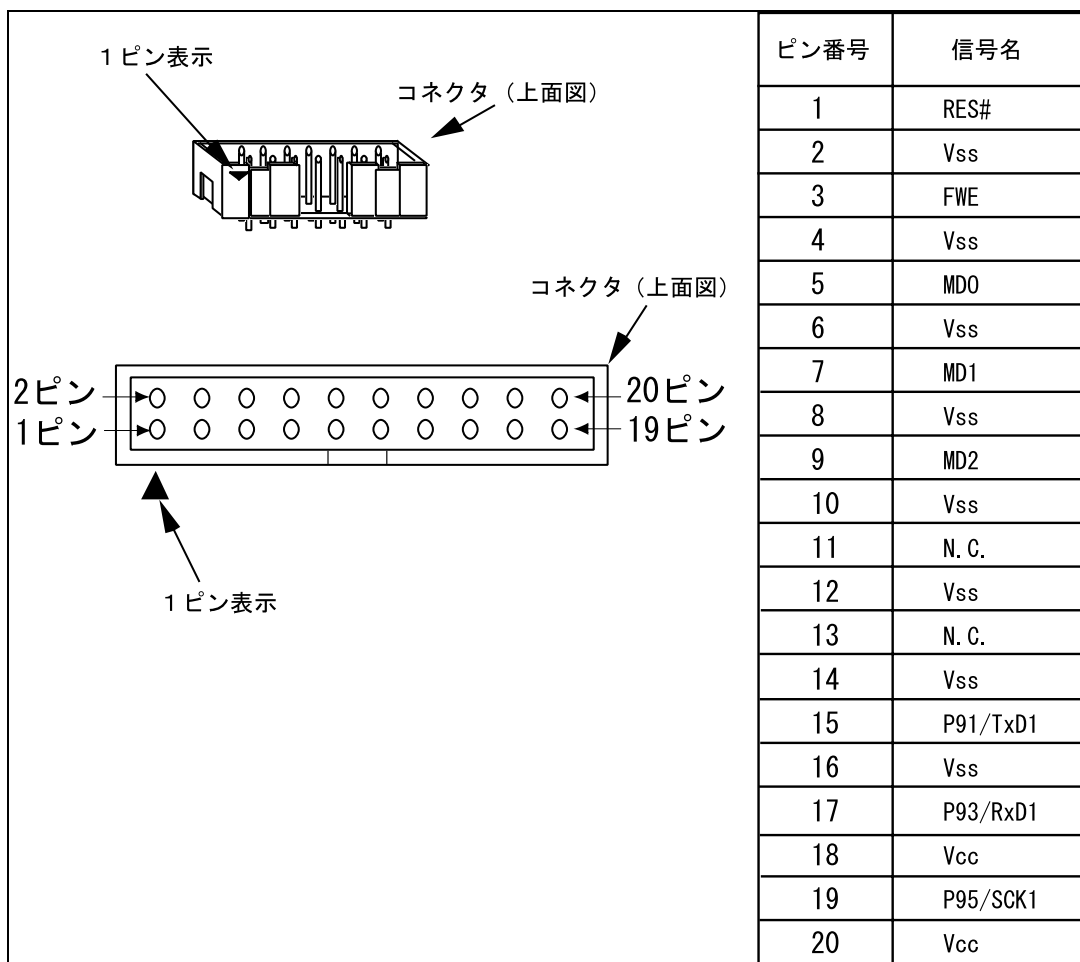 1ピン表示
コネクタ（上面図）
コネクタ（上面図）
2ピン
20ピン
1ピン
19ピン
1ピン表示
ピン番号 信号名
1 RES#
2 Vss
3 FWE
4 Vss
5 MD0
6 Vss
7 MD1
8 Vss
9 MD2
10 Vss
11 N.C.
12 Vss
13 N.C.
14 Vss
15 P91/TxD1
16 Vss
17 P93/RxD1
18 Vcc
19 P95/SCK1
20 Vcc